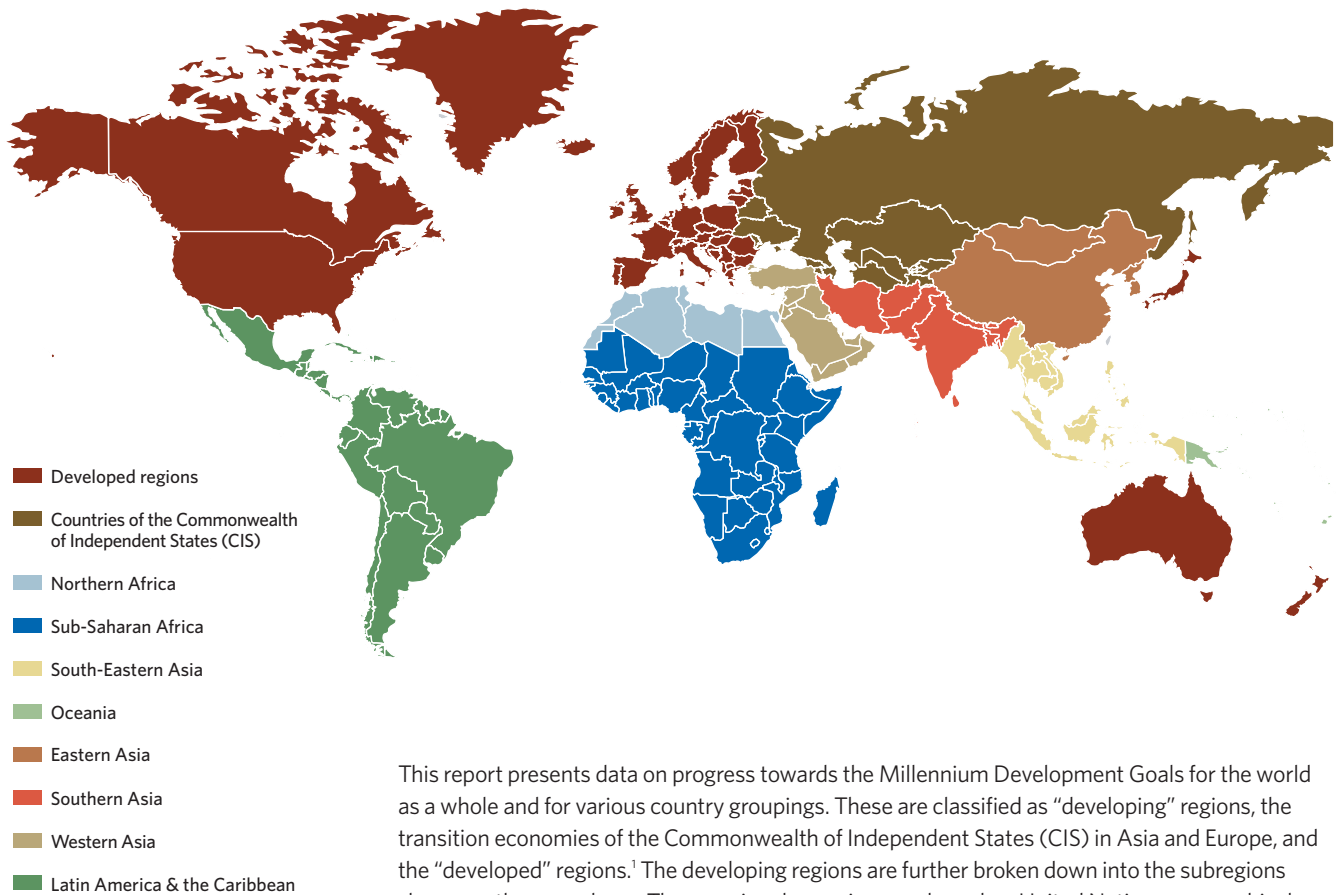 Developed regions
Countries of the Commonwealth
of Independent States (CIS)
Northern Africa
Sub-Saharan Africa
South-Eastern Asia
Oceania
Eastern Asia
Southern Asia
Western Asia
Latin America & the Caribbean
This report presents data on progress towards the Millennium Development Goals for the world
as a whole and for various country groupings. These are classified as “developing” regions, the
transition economies of the Commonwealth of Independent States (CIS) in Asia and Europe, and
the “developed” regions.¹ The developing regions are further broken down into the subregions